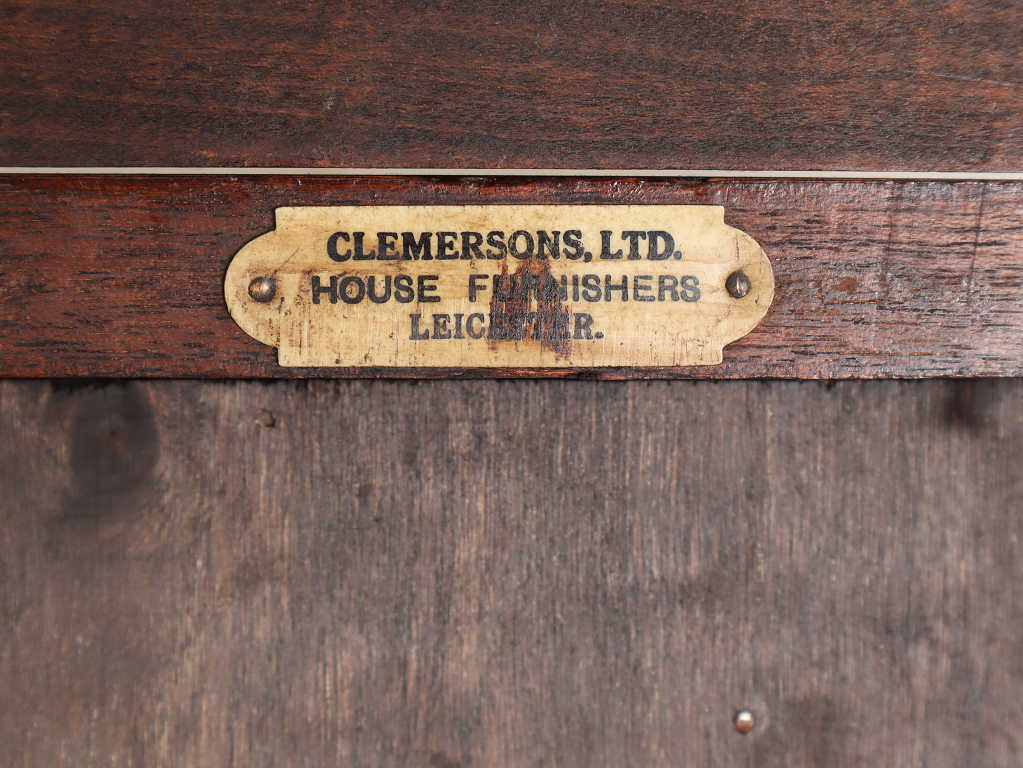 CLEMERSONS, LTD.
HOUSE FURNISHERS
LEICESTER.